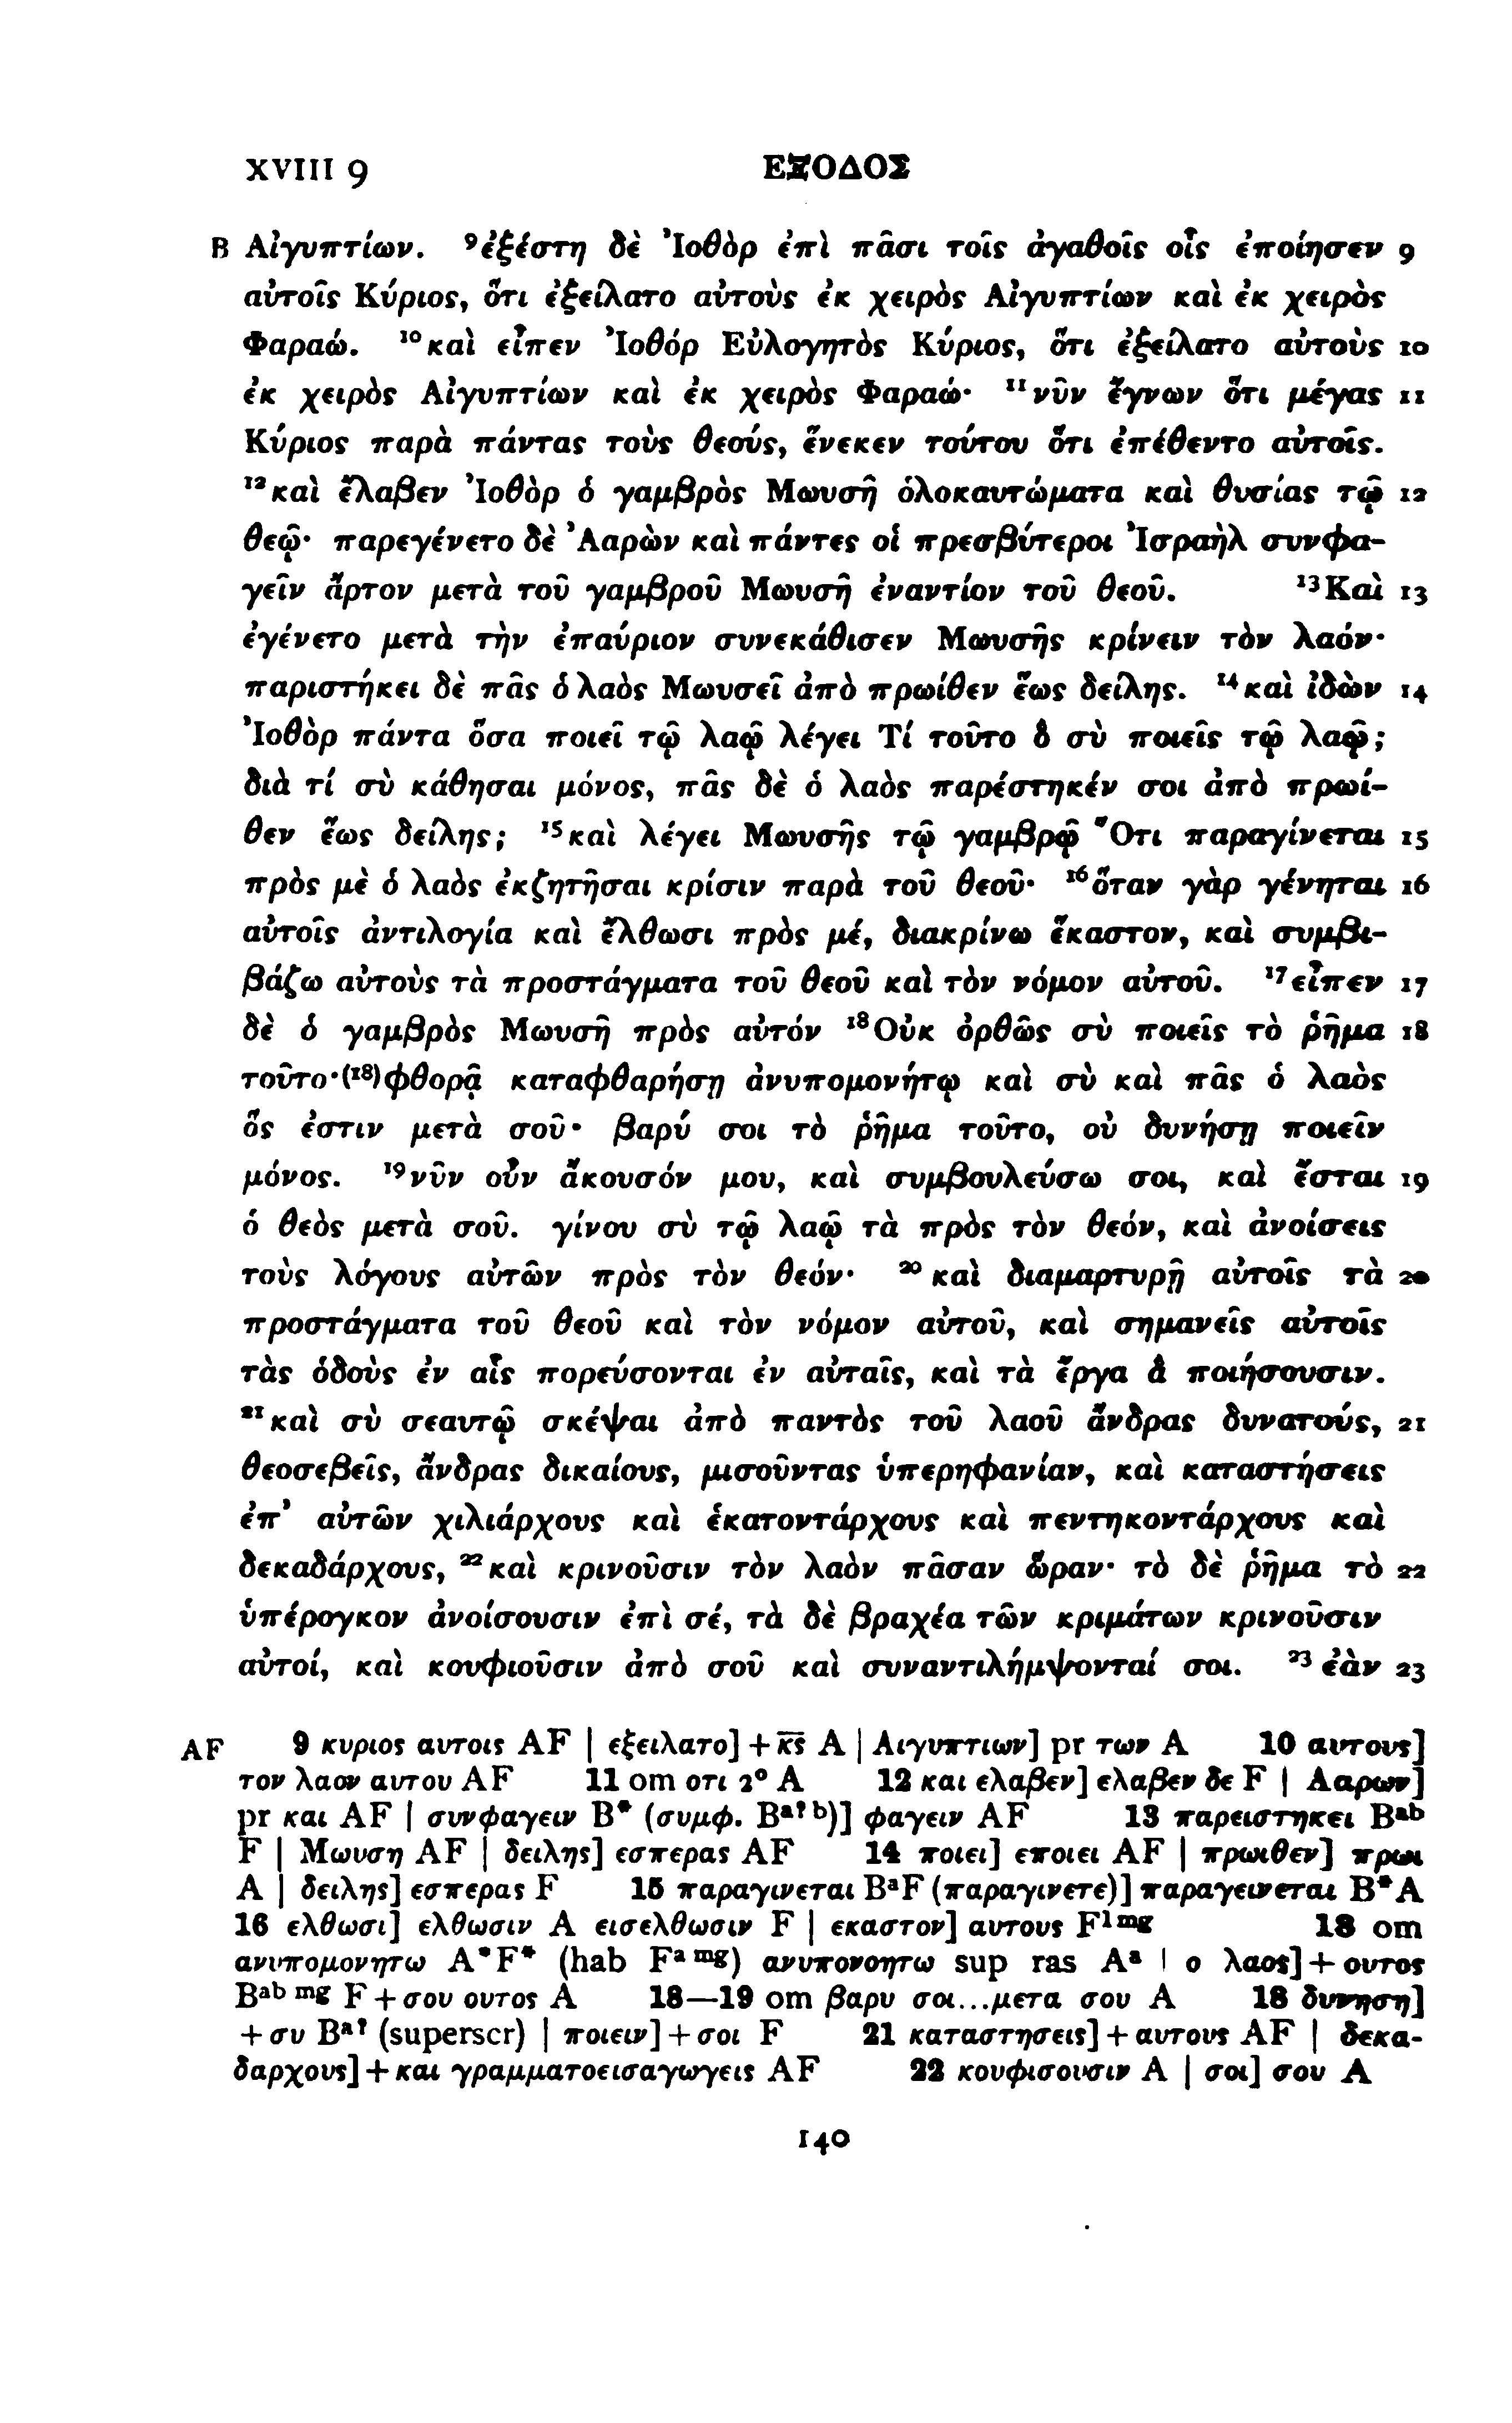 XVIII 9 ΕΞΟΔΟΣ
B Αἰγυπτίων. ⁹ἐξέστη δὲ Ἰοθὸρ ἐπὶ πᾶσι τοῖς ἀγαθοῖς οἷς ἐποίησεν 9
αὐτοῖς Κύριος, ὅτι ἐξείλατο αὐτοὺς ἐκ χειρὸς Αἰγυπτίων καὶ ἐκ χειρὸς
Φαραώ. ¹⁰καὶ εἶπεν Ἰοθόρ Εὐλογητὸς Κύριος, ὅτι ἐξείλατο αὐτοὺς 10
ἐκ χειρὸς Αἰγυπτίων καὶ ἐκ χειρὸς Φαραώ· ¹¹νῦν ἔγνων ὅτι μέγας 11
Κύριος παρὰ πάντας τοὺς θεούς, ἕνεκεν τούτου ὅτι ἐπέθεντο αὐτοῖς.
¹²καὶ ἔλαβεν Ἰοθὸρ ὁ γαμβρὸς Μωυσῆ ὁλοκαυτώματα καὶ θυσίας τῷ 12
θεῷ· παρεγένετο δὲ Ἀαρὼν καὶ πάντες οἱ πρεσβύτεροι Ἰσραὴλ συνφα-
γεῖν ἄρτον μετὰ τοῦ γαμβροῦ Μωυσῆ ἐναντίον τοῦ θεοῦ. ¹³Καὶ 13
ἐγένετο μετὰ τὴν ἐπαύριον συνεκάθισεν Μωυσῆς κρίνειν τὸν λαόν·
παριστήκει δὲ πᾶς ὁ λαὸς Μωυσεῖ ἀπὸ πρωίθεν ἕως δείλης. ¹⁴καὶ ἰδὼν 14
Ἰοθὸρ πάντα ὅσα ποιεῖ τῷ λαῷ λέγει Τί τοῦτο ὃ σὺ ποιεῖς τῷ λαῷ;
διὰ τί σὺ κάθησαι μόνος, πᾶς δὲ ὁ λαὸς παρέστηκέν σοι ἀπὸ πρωί-
θεν ἕως δείλης; ¹⁵καὶ λέγει Μωυσῆς τῷ γαμβρῷ Ὅτι παραγίνεται 15
πρὸς μὲ ὁ λαὸς ἐκζητῆσαι κρίσιν παρὰ τοῦ θεοῦ· ¹⁶ὅταν γὰρ γένηται 16
αὐτοῖς ἀντιλογία καὶ ἔλθωσι πρὸς μέ, διακρίνω ἕκαστον, καὶ συμβι-
βάζω αὐτοὺς τὰ προστάγματα τοῦ θεοῦ καὶ τὸν νόμον αὐτοῦ. ¹⁷εἶπεν 17
δὲ ὁ γαμβρὸς Μωυσῆ πρὸς αὐτόν ¹⁸Οὐκ ὀρθῶς σὺ ποιεῖς τὸ ῥῆμα 18
τοῦτο·⁽¹⁸⁾φθορᾷ καταφθαρήσῃ ἀνυπομονήτῳ καὶ σὺ καὶ πᾶς ὁ λαὸς
ὅς ἐστιν μετὰ σοῦ· βαρύ σοι τὸ ῥῆμα τοῦτο, οὐ δυνήσῃ ποιεῖν
μόνος. ¹⁹νῦν οὖν ἄκουσόν μου, καὶ συμβουλεύσω σοι, καὶ ἔσται 19
ὁ θεὸς μετὰ σοῦ. γίνου σὺ τῷ λαῷ τὰ πρὸς τὸν θεόν, καὶ ἀνοίσεις
τοὺς λόγους αὐτῶν πρὸς τὸν θεόν· ²⁰καὶ διαμαρτυρῇ αὐτοῖς τὰ 20
προστάγματα τοῦ θεοῦ καὶ τὸν νόμον αὐτοῦ, καὶ σημανεῖς αὐτοῖς
τὰς ὁδοὺς ἐν αἷς πορεύσονται ἐν αὐταῖς, καὶ τὰ ἔργα ἃ ποιήσουσιν.
²¹καὶ σὺ σεαυτῷ σκέψαι ἀπὸ παντὸς τοῦ λαοῦ ἄνδρας δυνατούς, 21
θεοσεβεῖς, ἄνδρας δικαίους, μισοῦντας ὑπερηφανίαν, καὶ καταστήσεις
ἐπ' αὐτῶν χιλιάρχους καὶ ἑκατοντάρχους καὶ πεντηκοντάρχους καὶ
δεκαδάρχους, ²²καὶ κρινοῦσιν τὸν λαὸν πᾶσαν ὥραν· τὸ δὲ ῥῆμα τὸ 22
ὑπέρογκον ἀνοίσουσιν ἐπὶ σέ, τὰ δὲ βραχέα τῶν κριμάτων κρινοῦσιν
αὐτοί, καὶ κουφιοῦσιν ἀπὸ σοῦ καὶ συναντιλήμψονταί σοι. ²³ἐὰν 23
AF 9 κυριος αυτοις AF | εξειλατο] + κ̅ς̅ A | Αιγυπτιων] pr των A 10 αυτους]
τον λαον αυτου AF 11 om οτι 2° A 12 και ελαβεν] ελαβεν δε F | Ααρων]
pr και AF | συνφαγειν B* (συμφ. Bᵃ?ᵇ)] φαγειν AF 13 παρειστηκει Bᵃᵇ
F | Μωυση AF | δειλης] εσπερας AF 14 ποιει] εποιει AF | πρωιθεν] πρωι
A | δειλης] εσπερας F 15 παραγινεται BᵃF (παραγινετε)] παραγεινεται B*A
16 ελθωσι] ελθωσιν A εισελθωσιν F | εκαστον] αυτους F¹ᵐᵍ 18 om
ανυπομονητω A*F* (hab Fᵃ ᵐᵍ) ανυπονοητω sup ras Aᵃ | ο λαος] + ουτος
Bᵃᵇ ᵐᵍ F + σου ουτος A 18—19 om βαρυ σοι...μετα σου A 18 δυνηση]
+ συ Bᵃ? (superscr) | ποιειν] + σοι F 21 καταστησεις] + αυτους AF | δεκα-
δαρχους] + και γραμματοεισαγωγεις AF 22 κουφισουσιν A | σοι] σου A
140